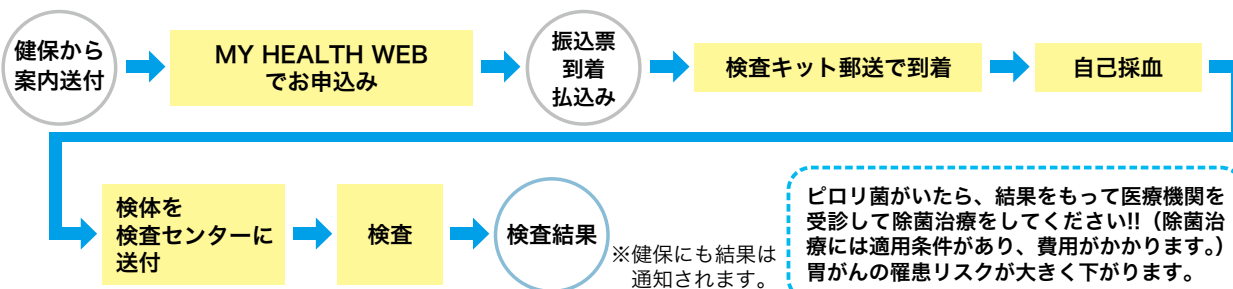 健保から
案内送付
MY HEALTH WEB
でお申込み
振込票
到着
払込み
検査キット郵送で到着
自己採血
検体を
検査センターに
送付
検査
検査結果
※健保にも結果は
通知されます。
ピロリ菌がいたら、結果をもって医療機関を
受診して除菌治療をしてください!!（除菌治
療には適用条件があり、費用がかかります。）
胃がんの罹患リスクが大きく下がります。